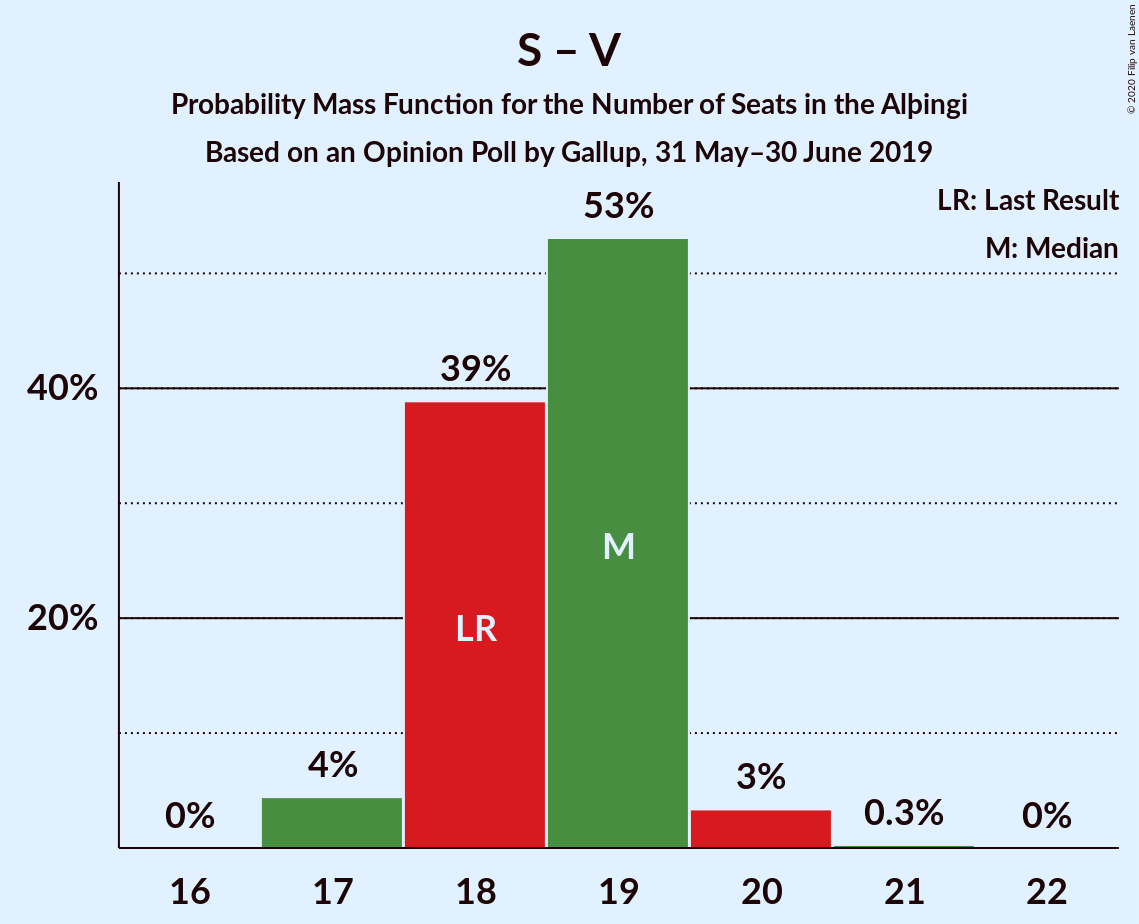 S – V
Probability Mass Function for the Number of Seats in the Alþingi
Based on an Opinion Poll by Gallup, 31 May–30 June 2019
© 2020 Filip van Laenen
LR: Last Result
M: Median
53%
39%
40%
M
20%
LR
4%
3%
0%
0.3%
0%
16 17 18 19 20 21 22